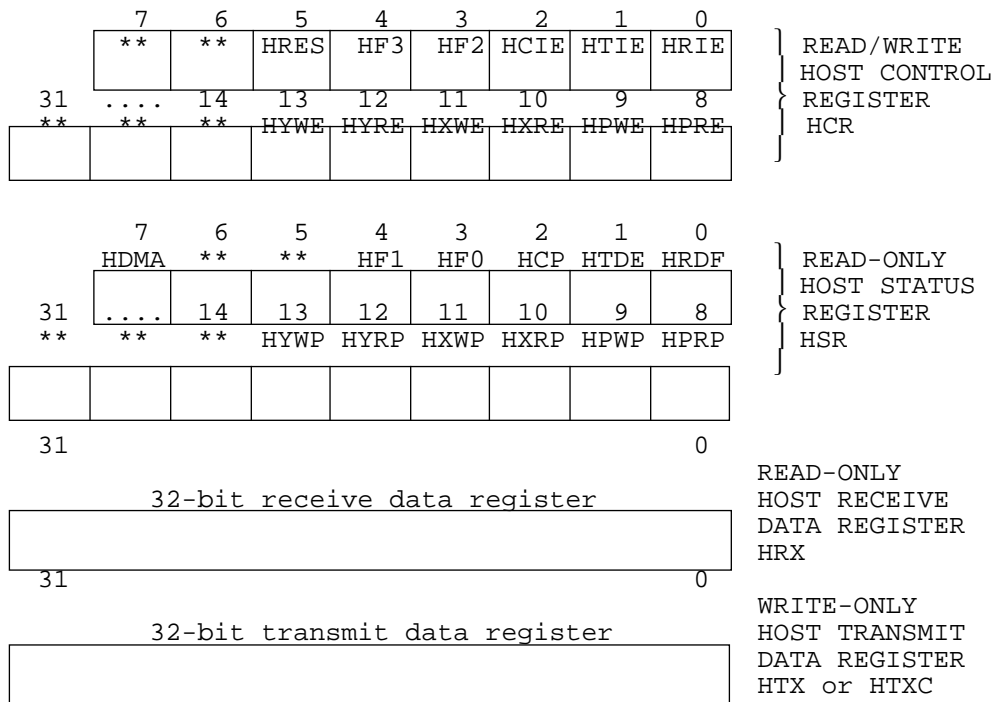 7 6 5 4 3 2 1 0
** ** HRES HF3 HF2 HCIE HTIE HRIE
READ/WRITE
HOST CONTROL
31 .... 14 13 12 11 10 9 8
REGISTER
** ** ** HYWE HYRE HXWE HXRE HPWE HPRE
HCR
7 6 5 4 3 2 1 0
HDMA ** ** HF1 HF0 HCP HTDE HRDF
READ-ONLY
HOST STATUS
31 .... 14 13 12 11 10 9 8
REGISTER
** ** ** HYWP HYRP HXWP HXRP HPWP HPRP
HSR
31 0
READ-ONLY
32-bit receive data register
HOST RECEIVE
DATA REGISTER
HRX
31 0
WRITE-ONLY
32-bit transmit data register
HOST TRANSMIT
DATA REGISTER
HTX or HTXC